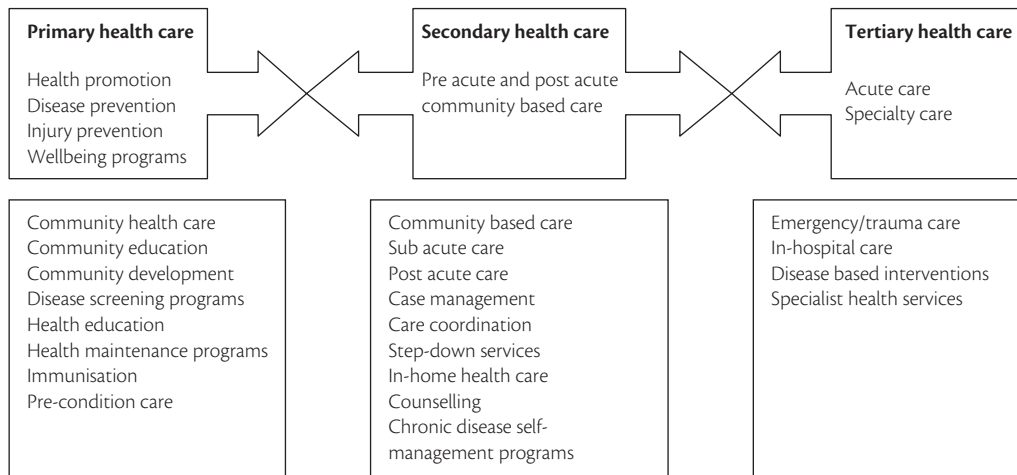 Primary health care
Health promotion
Disease prevention
Injury prevention
Wellbeing programs
Secondary health care
Pre acute and post acute
community based care
Tertiary health care
Acute care
Specialty care
Community health care
Community education
Community development
Disease screening programs
Health education
Health maintenance programs
Immunisation
Pre-condition care
Community based care
Sub acute care
Post acute care
Case management
Care coordination
Step-down services
In-home health care
Counselling
Chronic disease self-
management programs
Emergency/trauma care
In-hospital care
Disease based interventions
Specialist health services